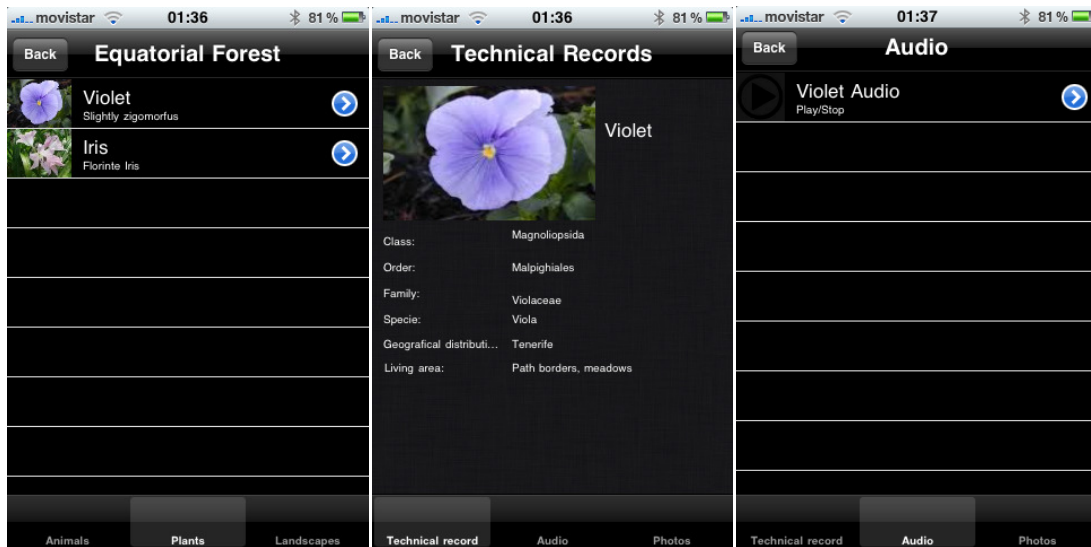 movistar 01:36 81 %
Back Equatorial Forest
Violet
Slightly zigomorfus
Iris
Florinte Iris
Animals Plants Landscapes
movistar 01:36 81 %
Back Technical Records
Violet
Class: Magnoliopsida
Order: Malpighiales
Family: Violaceae
Specie: Viola
Geografical distributi... Tenerife
Living area: Path borders, meadows
Technical record Audio Photos
movistar 01:37 81 %
Back Audio
Violet Audio
Play/Stop
Technical record Audio Photos